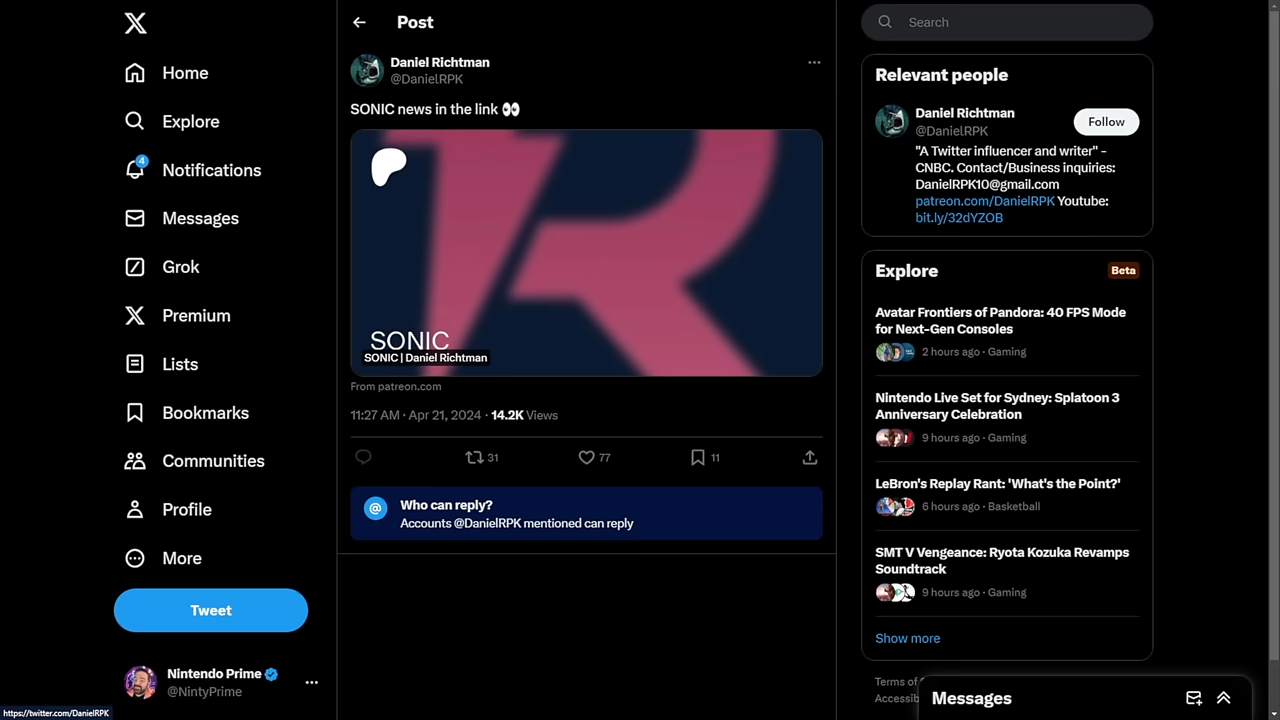 Home
Explore
4
Notifications
Messages
Grok
Premium
Lists
Bookmarks
Communities
Profile
More
Tweet
Nintendo Prime
@NintyPrime
https://twitter.com/DanielRPK
Post
Daniel Richtman
@DanielRPK
SONIC news in the link 👀
SONIC
SONIC | Daniel Richtman
From patreon.com
11:27 AM · Apr 21, 2024 · 14.2K Views
31
77
11
Who can reply?
Accounts @DanielRPK mentioned can reply
Search
Relevant people
Daniel Richtman
@DanielRPK
Follow
"A Twitter influencer and writer" -
CNBC. Contact/Business inquiries:
DanielRPK10@gmail.com
patreon.com/DanielRPK Youtube:
bit.ly/32dYZOB
Explore
Beta
Avatar Frontiers of Pandora: 40 FPS Mode
for Next-Gen Consoles
2 hours ago · Gaming
Nintendo Live Set for Sydney: Splatoon 3
Anniversary Celebration
9 hours ago · Gaming
LeBron's Replay Rant: 'What's the Point?'
6 hours ago · Basketball
SMT V Vengeance: Ryota Kozuka Revamps
Soundtrack
9 hours ago · Gaming
Show more
Terms of
Messages